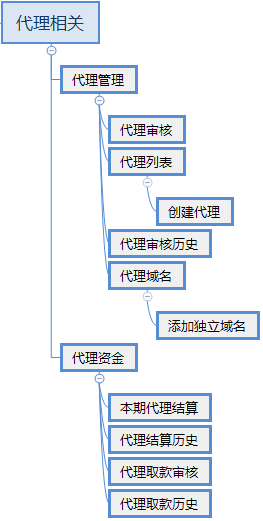 代理相关
代理管理
代理审核
代理列表
创建代理
代理审核历史
代理域名
添加独立域名
代理资金
本期代理结算
代理结算历史
代理取款审核
代理取款历史